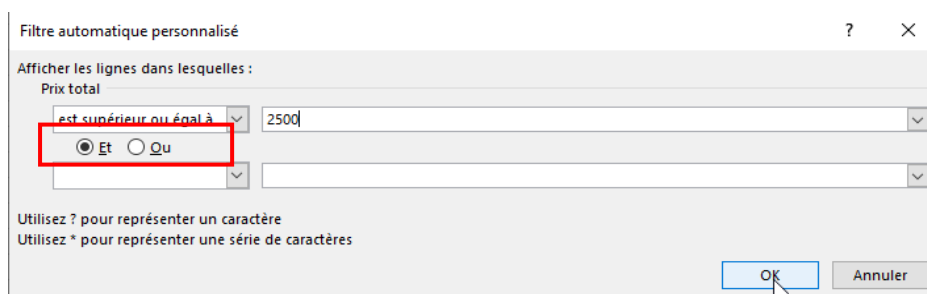 Filtre automatique personnalisé ?
Afficher les lignes dans lesquelles :
Prix total
est supérieur ou égal à 2500
Et Ou
Utilisez ? pour représenter un caractère
Utilisez * pour représenter une série de caractères
OK Annuler